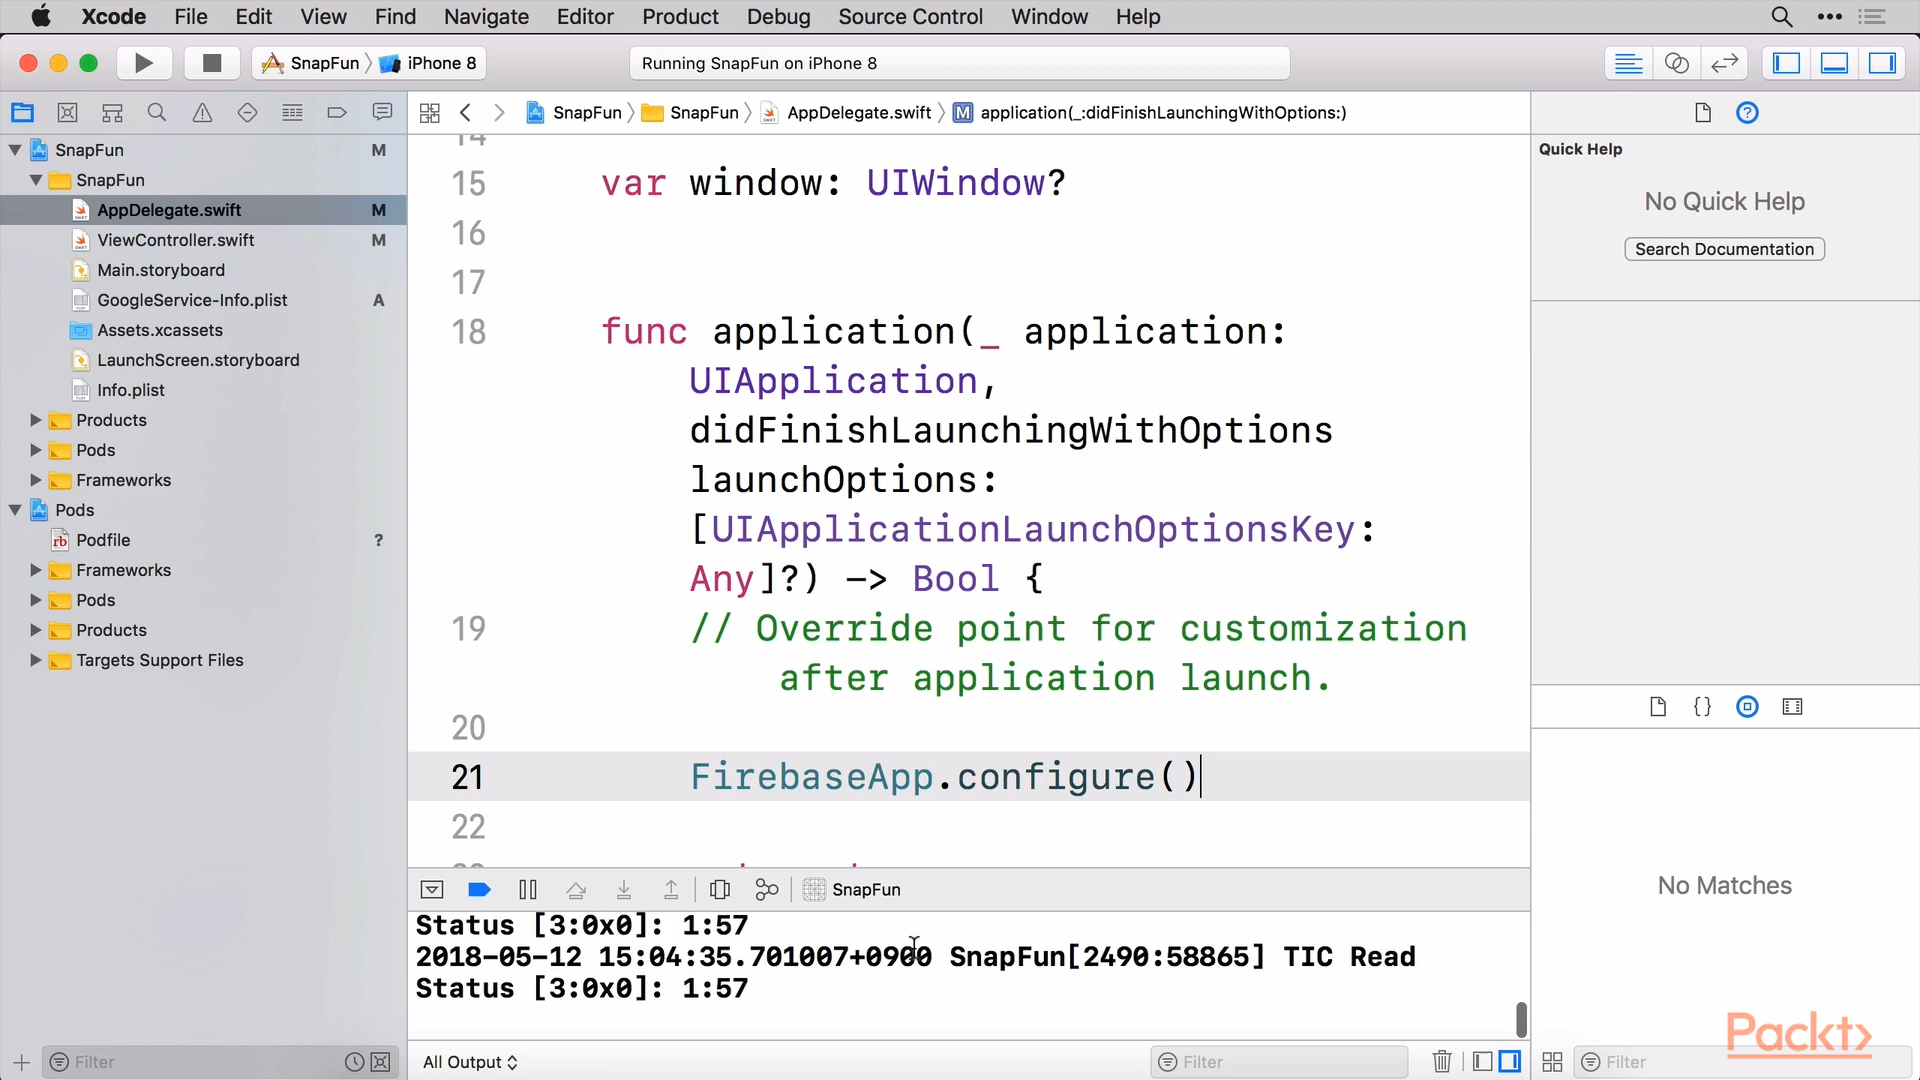 Xcode File Edit View Find Navigate Editor Product Debug Source Control Window Help
SnapFun iPhone 8
Running SnapFun on iPhone 8
SnapFun SnapFun AppDelegate.swift M application(_:didFinishLaunchingWithOptions:)
SnapFun M
SnapFun
AppDelegate.swift M
ViewController.swift M
Main.storyboard
GoogleService-Info.plist A
Assets.xcassets
LaunchScreen.storyboard
Info.plist
Products
Pods
Frameworks
Pods
Podfile ?
Frameworks
Pods
Products
Targets Support Files
Filter
14
15 var window: UIWindow?
16
17
18 func application(_ application:
UIApplication,
didFinishLaunchingWithOptions
launchOptions:
[UIApplicationLaunchOptionsKey:
Any]?) -> Bool {
19 // Override point for customization
after application launch.
20
21 FirebaseApp.configure()
22
SnapFun
Status [3:0x0]: 1:57
2018-05-12 15:04:35.701007+0900 SnapFun[2490:58865] TIC Read
Status [3:0x0]: 1:57
All Output
Filter
Quick Help
No Quick Help
Search Documentation
No Matches
Filter
Packt>